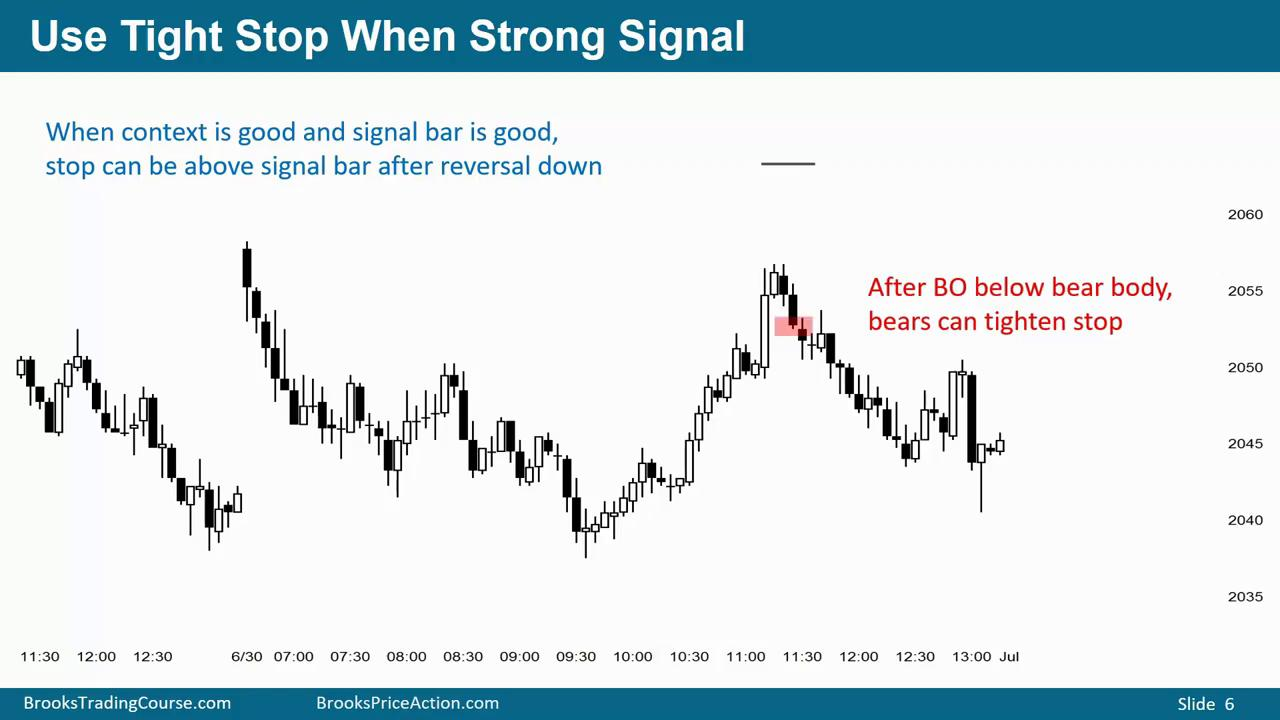 Use Tight Stop When Strong Signal
When context is good and signal bar is good,
stop can be above signal bar after reversal down
After BO below bear body,
bears can tighten stop
2060
2055
2050
2045
2040
2035
11:30 12:00 12:30 6/30 07:00 07:30 08:00 08:30 09:00 09:30 10:00 10:30 11:00 11:30 12:00 12:30 13:00 Jul
BrooksTradingCourse.com BrooksPriceAction.com Slide 6